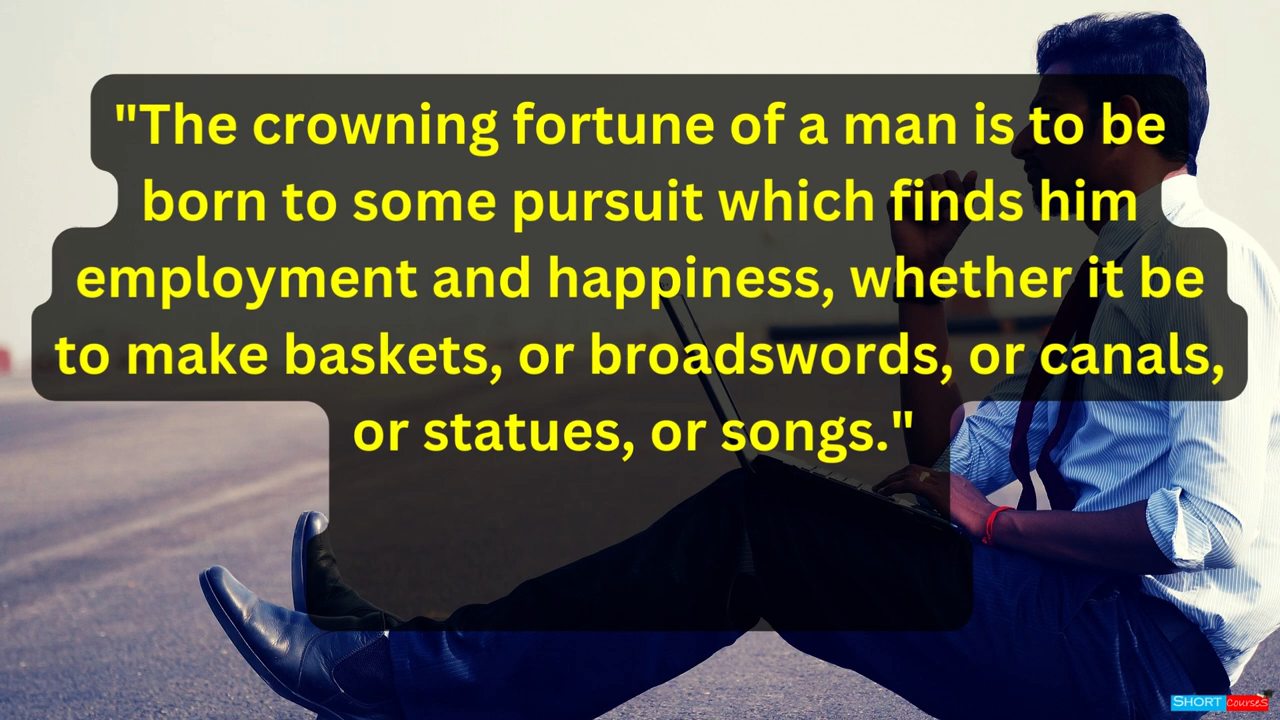 "The crowning fortune of a man is to be
born to some pursuit which finds him
employment and happiness, whether it be
to make baskets, or broadswords, or canals,
or statues, or songs."
SHORT CourseS